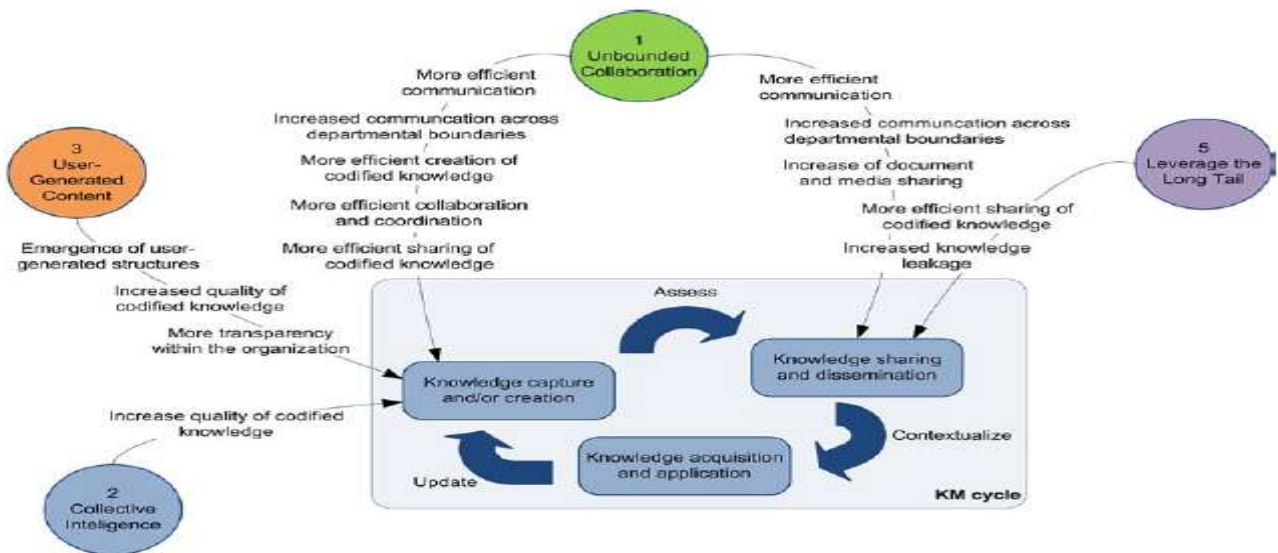 1
Unbounded
Collaboration
More efficient
communication
Increased communcation across
departmental boundaries
More efficient creation of
codified knowledge
More efficient collaboration
and coordination
More efficient sharing of
codified knowledge
More efficient
communication
Increased communcation across
departmental boundaries
Increase of document
and media sharing
More efficient sharing of
codified knowledge
Increased knowledge
leakage
3
User-
Generated
Content
Emergence of user-
generated structures
Increased quality of
codified knowledge
More transparency
within the organization
5
Leverage the
Long Tail
Increase quality of codified
knowledge
2
Collective
Inteligence
Assess
Knowledge capture
and/or creation
Knowledge sharing
and dissemination
Contextualize
Knowledge acquisition
and application
Update
KM cycle